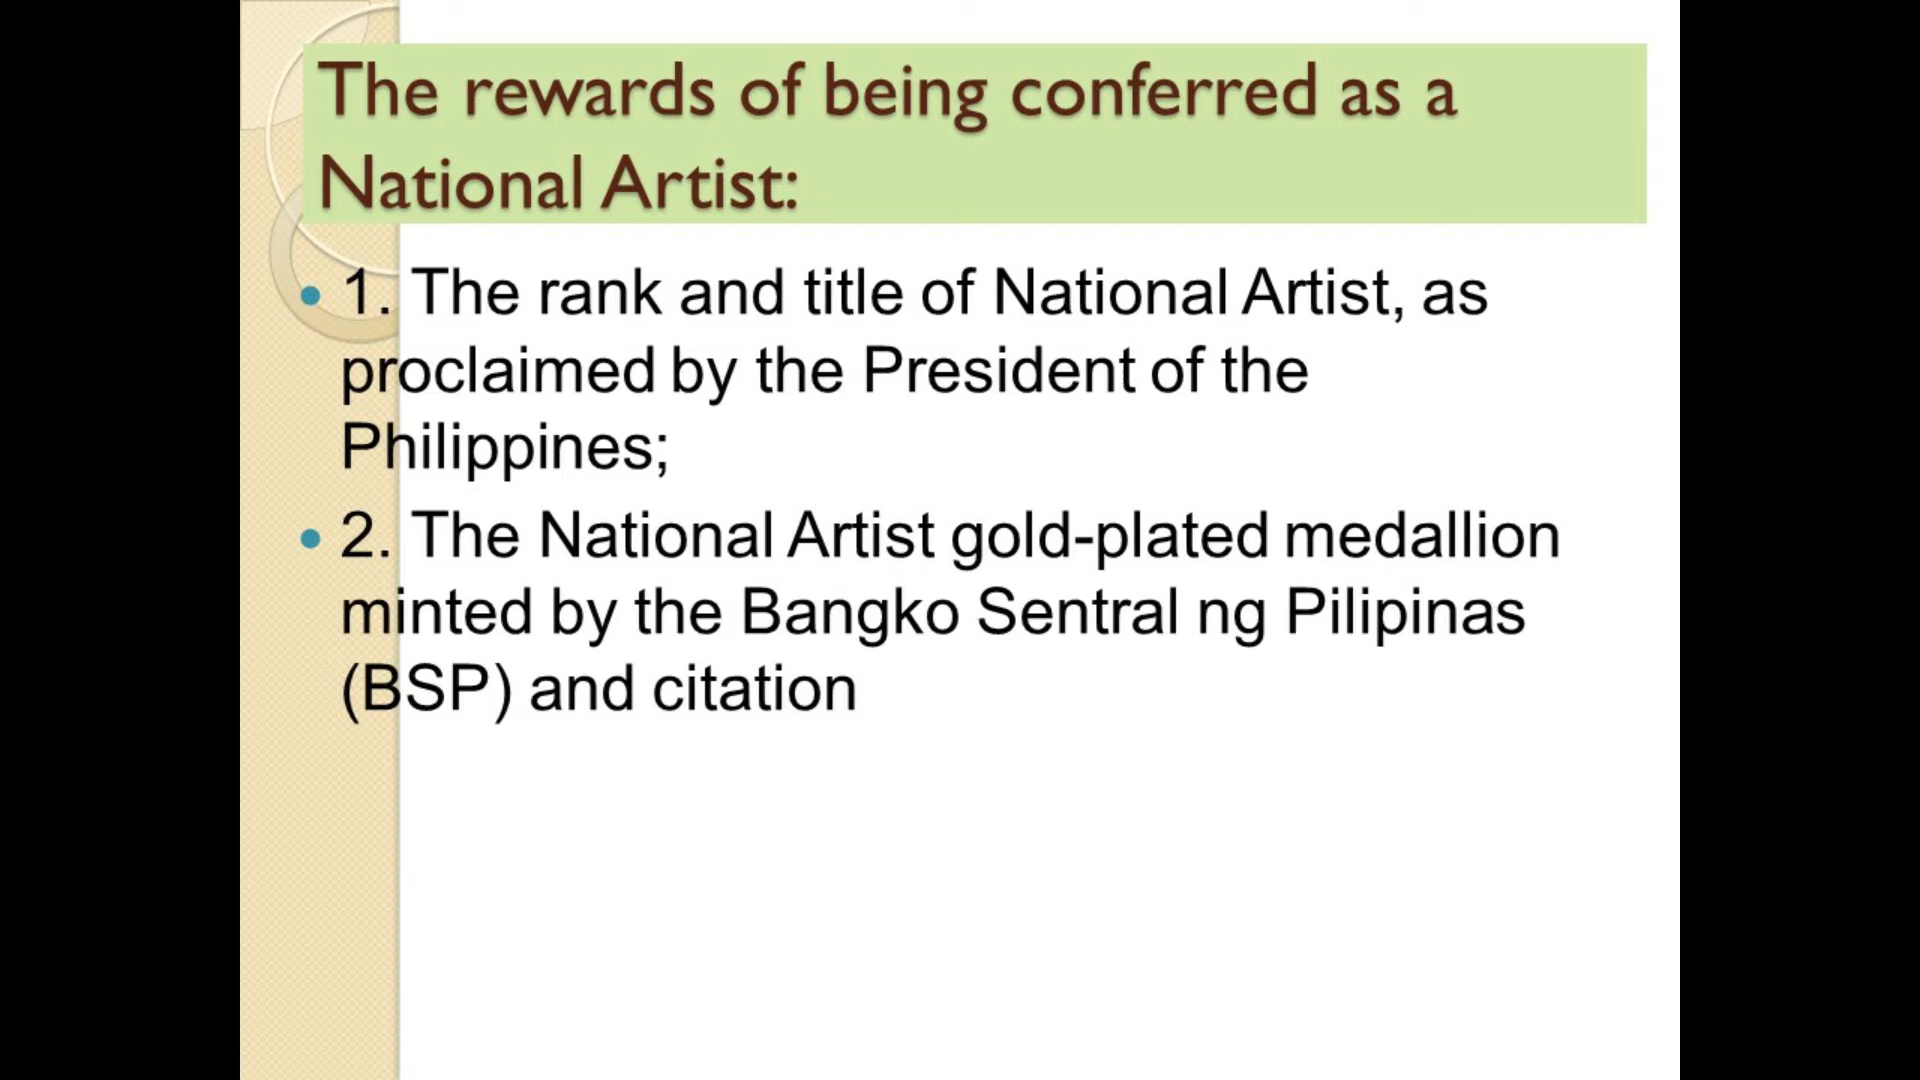 The rewards of being conferred as a
National Artist:
• 1. The rank and title of National Artist, as
proclaimed by the President of the
Philippines;
• 2. The National Artist gold-plated medallion
minted by the Bangko Sentral ng Pilipinas
(BSP) and citation